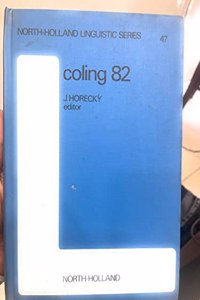 NORTH-HOLLAND LINGUISTIC SERIES 47
coling 82
J HORECKÝ
editor
NORTH-HOLLAND